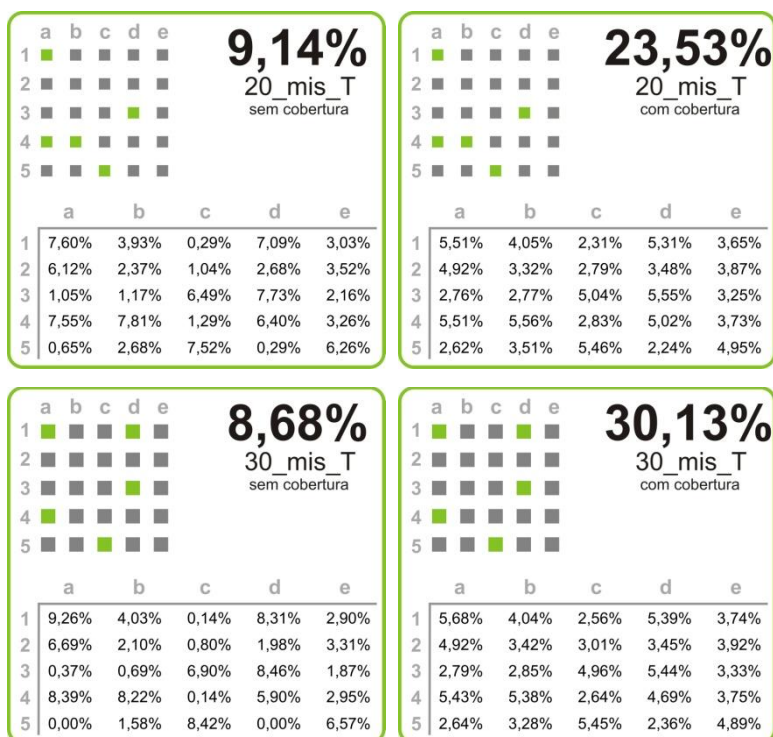 a b c d e
1
2
3
4
5
9,14%
20_mis_T
sem cobertura
a b c d e
1 7,60% 3,93% 0,29% 7,09% 3,03%
2 6,12% 2,37% 1,04% 2,68% 3,52%
3 1,05% 1,17% 6,49% 7,73% 2,16%
4 7,55% 7,81% 1,29% 6,40% 3,26%
5 0,65% 2,68% 7,52% 0,29% 6,26%
a b c d e
1
2
3
4
5
23,53%
20_mis_T
com cobertura
a b c d e
1 5,51% 4,05% 2,31% 5,31% 3,65%
2 4,92% 3,32% 2,79% 3,48% 3,87%
3 2,76% 2,77% 5,04% 5,55% 3,25%
4 5,51% 5,56% 2,83% 5,02% 3,73%
5 2,62% 3,51% 5,46% 2,24% 4,95%
a b c d e
1
2
3
4
5
8,68%
30_mis_T
sem cobertura
a b c d e
1 9,26% 4,03% 0,14% 8,31% 2,90%
2 6,69% 2,10% 0,80% 1,98% 3,31%
3 0,37% 0,69% 6,90% 8,46% 1,87%
4 8,39% 8,22% 0,14% 5,90% 2,95%
5 0,00% 1,58% 8,42% 0,00% 6,57%
a b c d e
1
2
3
4
5
30,13%
30_mis_T
com cobertura
a b c d e
1 5,68% 4,04% 2,56% 5,39% 3,74%
2 4,92% 3,42% 3,01% 3,45% 3,92%
3 2,79% 2,85% 4,96% 5,44% 3,33%
4 5,43% 5,38% 2,64% 4,69% 3,75%
5 2,64% 3,28% 5,45% 2,36% 4,89%